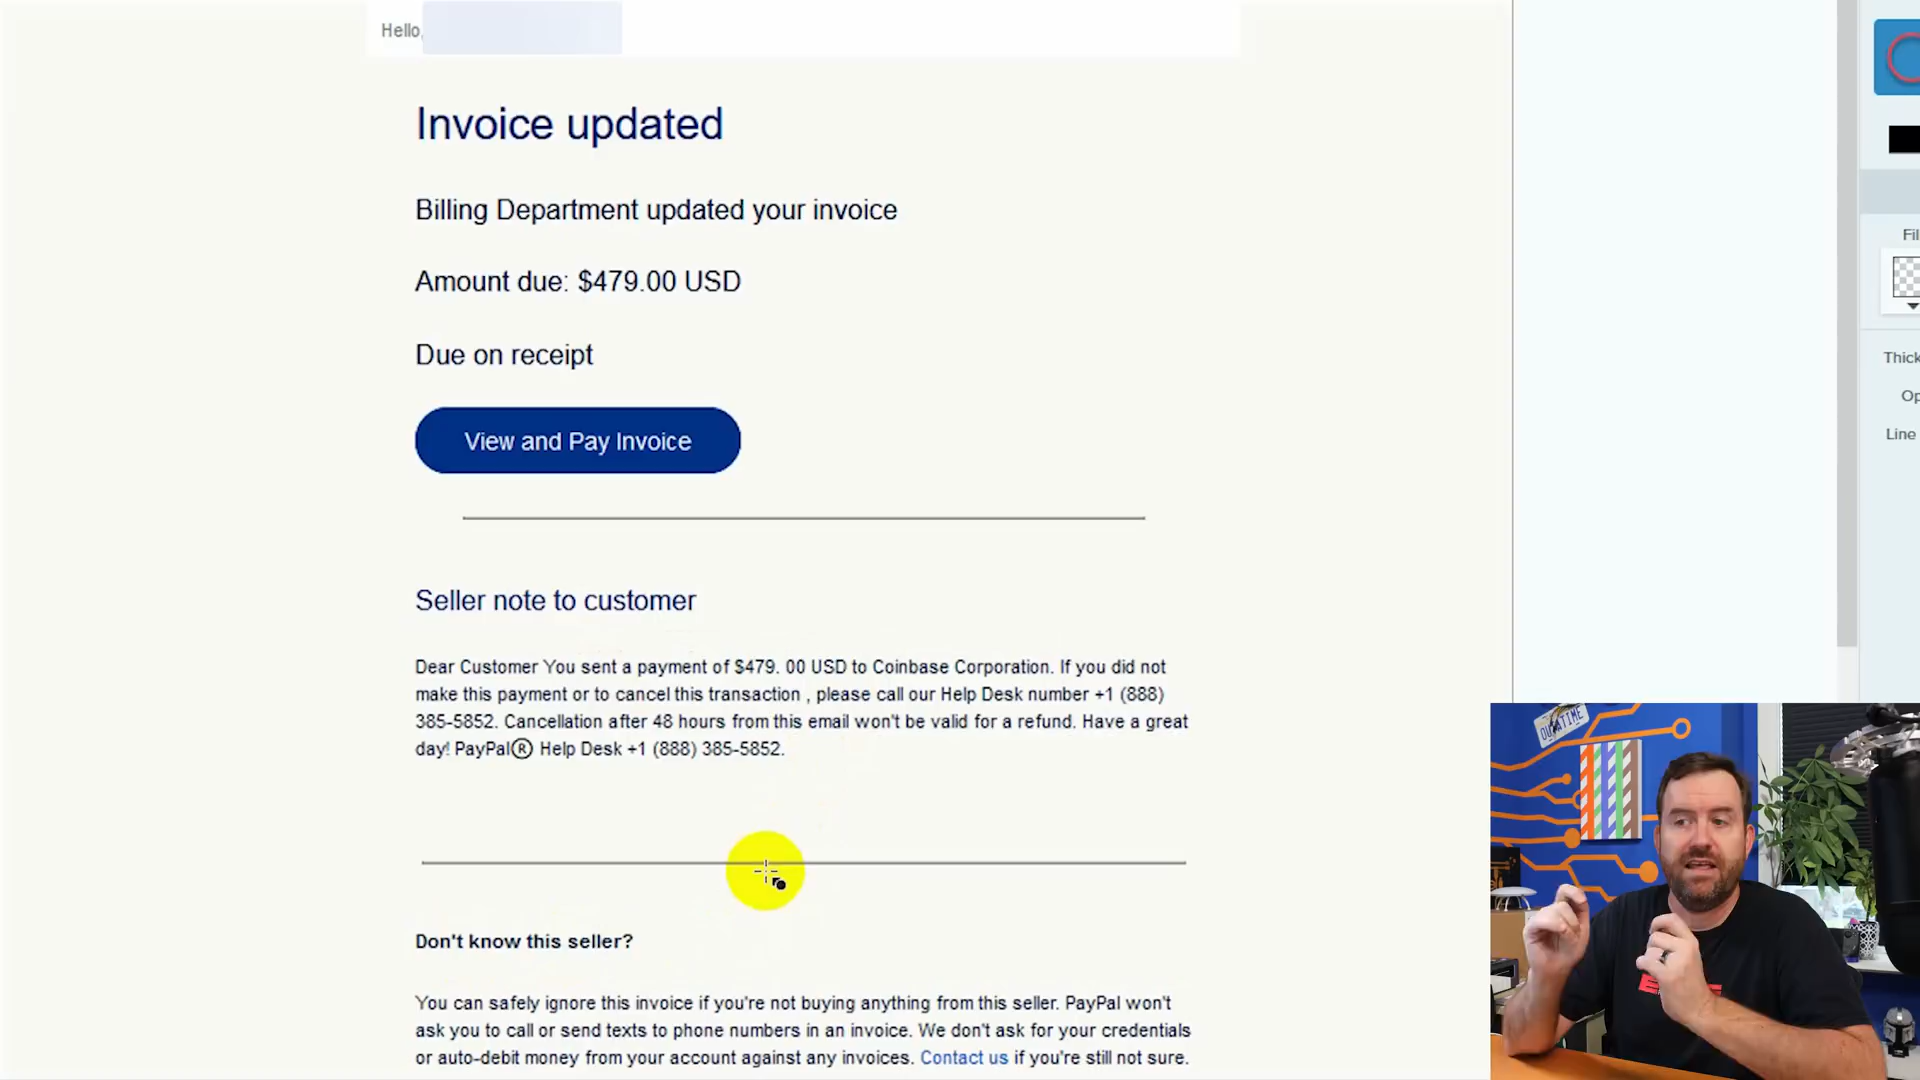 Hello,
Invoice updated
Billing Department updated your invoice
Amount due: $479.00 USD
Due on receipt
View and Pay Invoice
Seller note to customer
Dear Customer You sent a payment of $479. 00 USD to Coinbase Corporation. If you did not
make this payment or to cancel this transaction , please call our Help Desk number +1 (888)
385-5852. Cancellation after 48 hours from this email won't be valid for a refund. Have a great
day! PayPal® Help Desk +1 (888) 385-5852.
Don't know this seller?
You can safely ignore this invoice if you're not buying anything from this seller. PayPal won't
ask you to call or send texts to phone numbers in an invoice. We don't ask for your credentials
or auto-debit money from your account against any invoices. Contact us if you're still not sure.
Fil
Thick
Op
Line